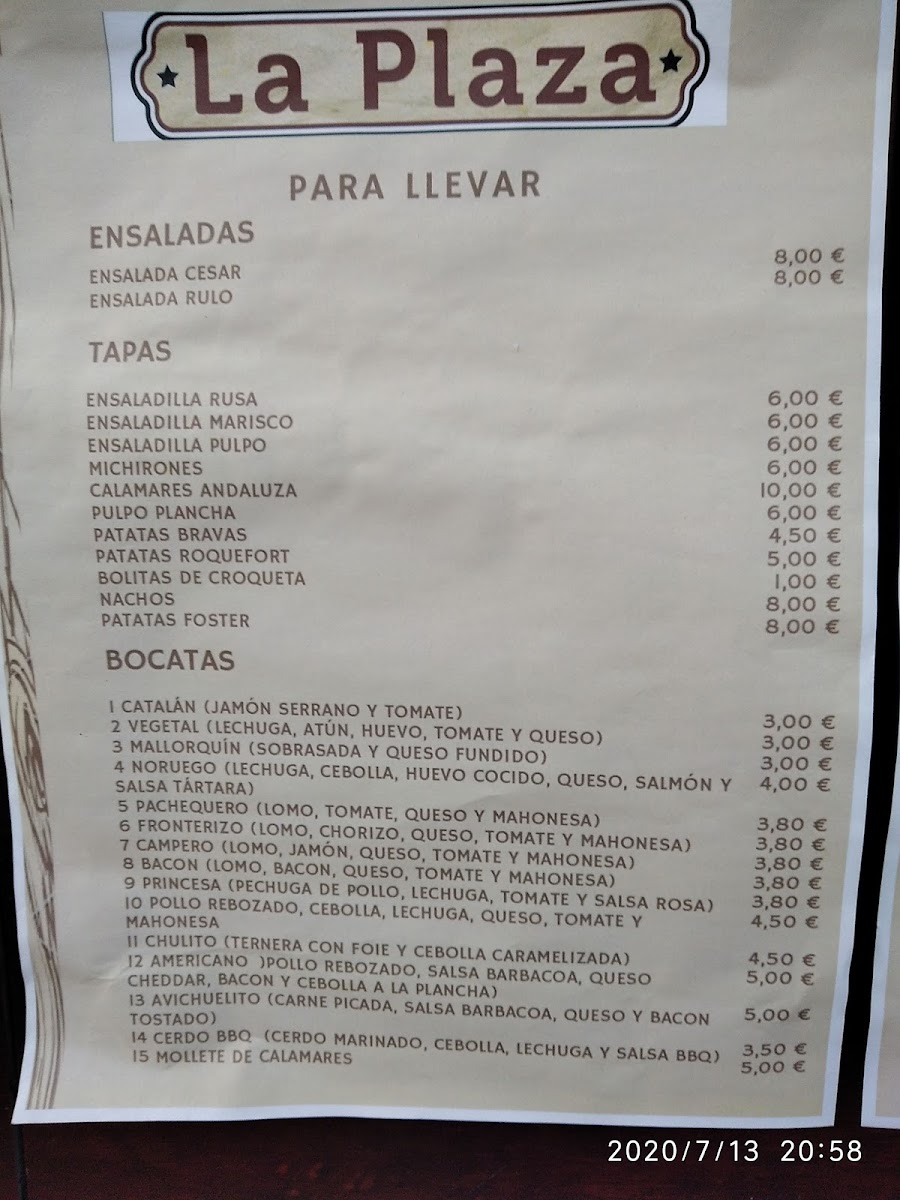 La Plaza
PARA LLEVAR
ENSALADAS
ENSALADA CESAR 8,00 €
ENSALADA RULO 8,00 €
TAPAS
ENSALADILLA RUSA 6,00 €
ENSALADILLA MARISCO 6,00 €
ENSALADILLA PULPO 6,00 €
MICHIRONES 6,00 €
CALAMARES ANDALUZA 10,00 €
PULPO PLANCHA 6,00 €
PATATAS BRAVAS 4,50 €
PATATAS ROQUEFORT 5,00 €
BOLITAS DE CROQUETA 1,00 €
NACHOS 8,00 €
PATATAS FOSTER 8,00 €
BOCATAS
1 CATALÁN (JAMÓN SERRANO Y TOMATE) 3,00 €
2 VEGETAL (LECHUGA, ATÚN, HUEVO, TOMATE Y QUESO) 3,00 €
3 MALLORQUÍN (SOBRASADA Y QUESO FUNDIDO) 3,00 €
4 NORUEGO (LECHUGA, CEBOLLA, HUEVO COCIDO, QUESO, SALMÓN Y 4,00 €
SALSA TÁRTARA)
5 PACHEQUERO (LOMO, TOMATE, QUESO Y MAHONESA) 3,80 €
6 FRONTERIZO (LOMO, CHORIZO, QUESO, TOMATE Y MAHONESA) 3,80 €
7 CAMPERO (LOMO, JAMÓN, QUESO, TOMATE Y MAHONESA) 3,80 €
8 BACON (LOMO, BACON, QUESO, TOMATE Y MAHONESA) 3,80 €
9 PRINCESA (PECHUGA DE POLLO, LECHUGA, TOMATE Y SALSA ROSA) 3,80 €
10 POLLO REBOZADO, CEBOLLA, LECHUGA, QUESO, TOMATE Y 4,50 €
MAHONESA
11 CHULITO (TERNERA CON FOIE Y CEBOLLA CARAMELIZADA) 4,50 €
12 AMERICANO )POLLO REBOZADO, SALSA BARBACOA, QUESO 5,00 €
CHEDDAR, BACON Y CEBOLLA A LA PLANCHA)
13 AVICHUELITO (CARNE PICADA, SALSA BARBACOA, QUESO Y BACON 5,00 €
TOSTADO)
14 CERDO BBQ (CERDO MARINADO, CEBOLLA, LECHUGA Y SALSA BBQ) 3,50 €
15 MOLLETE DE CALAMARES 5,00 €
2020/7/13 20:58